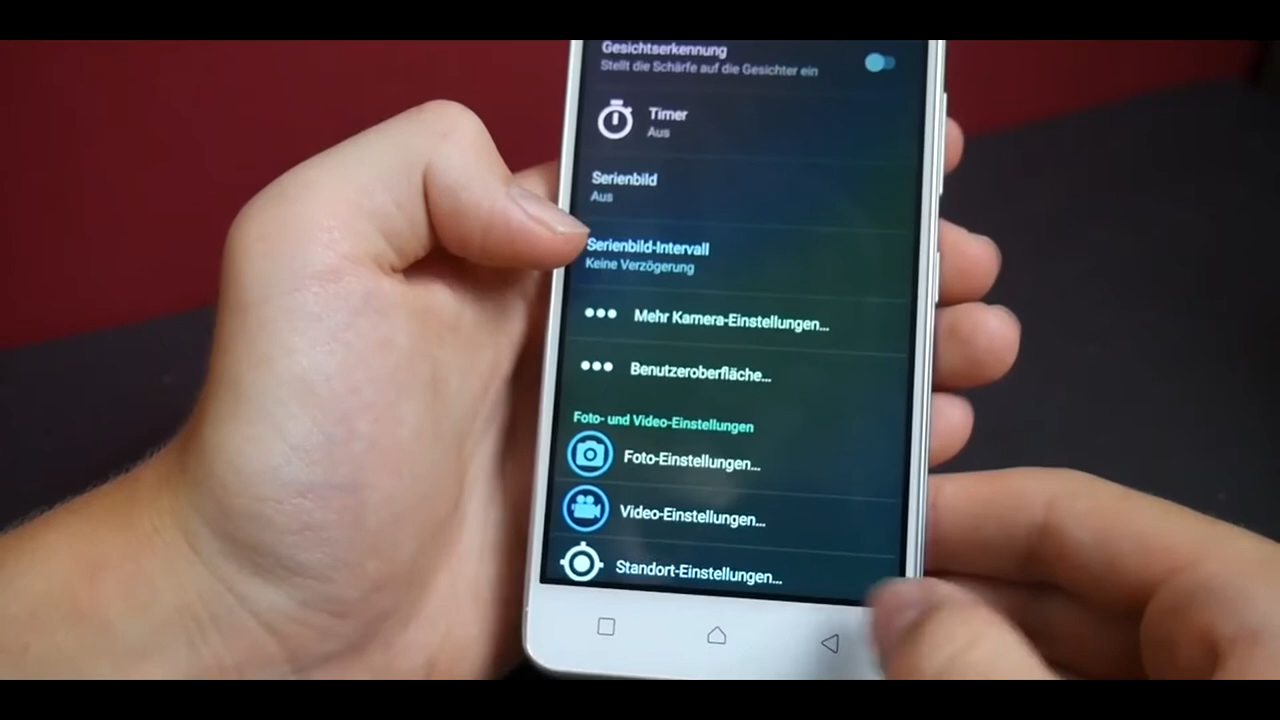 Gesichtserkennung
Stellt die Schärfe auf die Gesichter ein
Timer
Aus
Serienbild
Aus
Serienbild-Intervall
Keine Verzögerung
Mehr Kamera-Einstellungen...
Benutzeroberfläche...
Foto- und Video-Einstellungen
Foto-Einstellungen...
Video-Einstellungen...
Standort-Einstellungen...